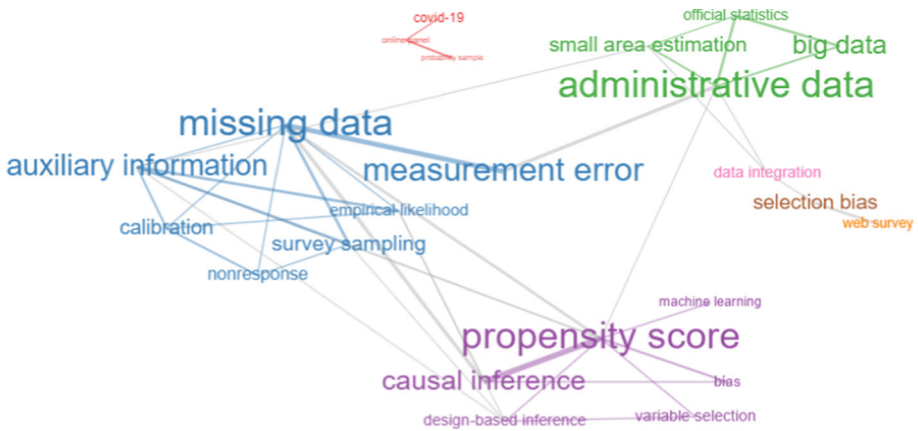 covid-19
official statistics
online panel
small area estimation
big data
probability sample
administrative data
missing data
auxiliary information
measurement error
data integration
selection bias
empirical likelihood
web survey
calibration
survey sampling
nonresponse
machine learning
propensity score
causal inference
bias
design-based inference
variable selection